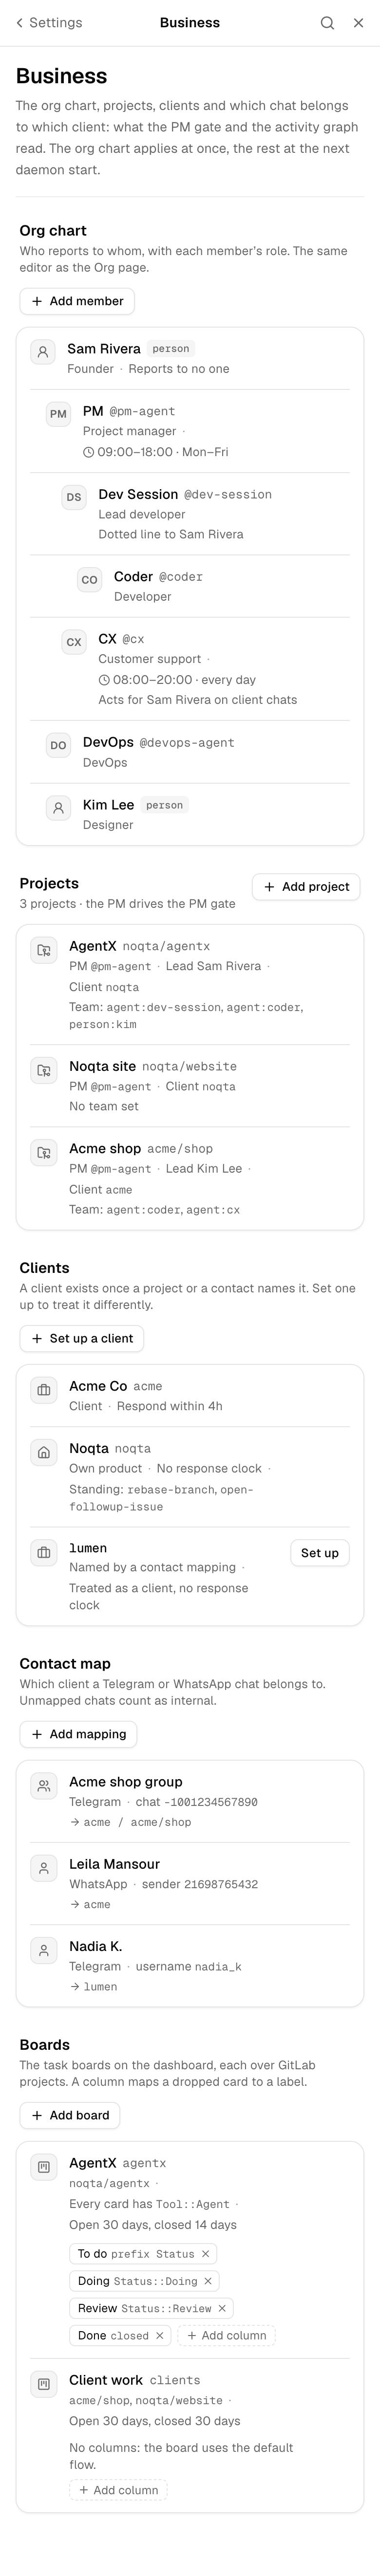 Settings
Business
Business
The org chart, projects, clients and which chat belongs
to which client: what the PM gate and the activity graph
read. The org chart applies at once, the rest at the next
daemon start.
Org chart
Who reports to whom, with each member's role. The same
editor as the Org page.
+ Add member
Sam Rivera person
Founder · Reports to no one
PM PM @pm-agent
Project manager ·
09:00–18:00 · Mon–Fri
DS Dev Session @dev-session
Lead developer
Dotted line to Sam Rivera
CO Coder @coder
Developer
CX CX @cx
Customer support ·
08:00–20:00 · every day
Acts for Sam Rivera on client chats
DO DevOps @devops-agent
DevOps
Kim Lee person
Designer
Projects
3 projects · the PM drives the PM gate
+ Add project
AgentX noqta/agentx
PM @pm-agent · Lead Sam Rivera ·
Client noqta
Team: agent:dev-session, agent:coder,
person:kim
Noqta site noqta/website
PM @pm-agent · Client noqta
No team set
Acme shop acme/shop
PM @pm-agent · Lead Kim Lee ·
Client acme
Team: agent:coder, agent:cx
Clients
A client exists once a project or a contact names it. Set one
up to treat it differently.
+ Set up a client
Acme Co acme
Client · Respond within 4h
Noqta noqta
Own product · No response clock ·
Standing: rebase-branch, open-
followup-issue
lumen
Named by a contact mapping ·
Treated as a client, no response
clock
Set up
Contact map
Which client a Telegram or WhatsApp chat belongs to.
Unmapped chats count as internal.
+ Add mapping
Acme shop group
Telegram · chat -1001234567890
→ acme / acme/shop
Leila Mansour
WhatsApp · sender 21698765432
→ acme
Nadia K.
Telegram · username nadia_k
→ lumen
Boards
The task boards on the dashboard, each over GitLab
projects. A column maps a dropped card to a label.
+ Add board
AgentX agentx
noqta/agentx ·
Every card has Tool::Agent ·
Open 30 days, closed 14 days
To do prefix Status ×
Doing Status::Doing ×
Review Status::Review ×
Done closed × + Add column
Client work clients
acme/shop, noqta/website ·
Open 30 days, closed 30 days
No columns: the board uses the default
flow.
+ Add column